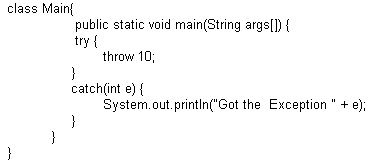 class Main{
public static void main(String args[]) {
try {
throw 10;
}
catch(int e) {
System.out.println("Got the  Exception " + e);
}
}
}